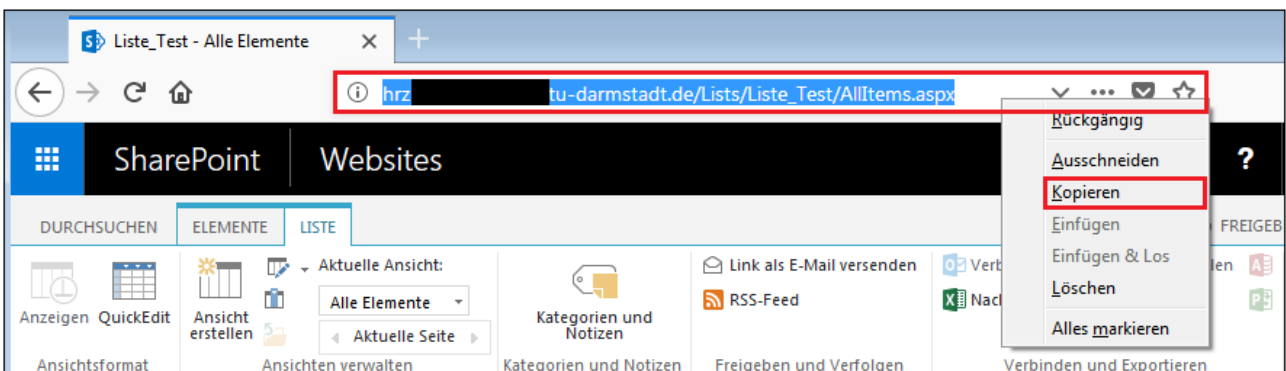 Liste_Test - Alle Elemente
hrz tu-darmstadt.de/Lists/Liste_Test/AllItems.aspx
Rückgängig
SharePoint Websites
Ausschneiden
?
Kopieren
DURCHSUCHEN ELEMENTE LISTE
Einfügen
FREIGEB
Einfügen & Los
Löschen
Alles markieren
Anzeigen QuickEdit
Ansicht
erstellen
Aktuelle Ansicht:
Alle Elemente
Aktuelle Seite
Kategorien und
Notizen
Link als E-Mail versenden
RSS-Feed
Verb
len
Nach
Ansichtsformat Ansichten verwalten Kategorien und Notizen Freigeben und Verfolgen Verbinden und Exportieren